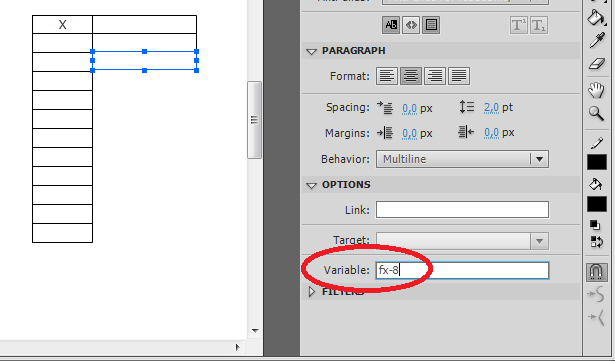 X
PARAGRAPH
Format:
Spacing: 0,0 px 2,0 pt
Margins: 0,0 px 0,0 px
Behavior: Multiline
OPTIONS
Link:
Target:
Variable: fx-8
FILTERS